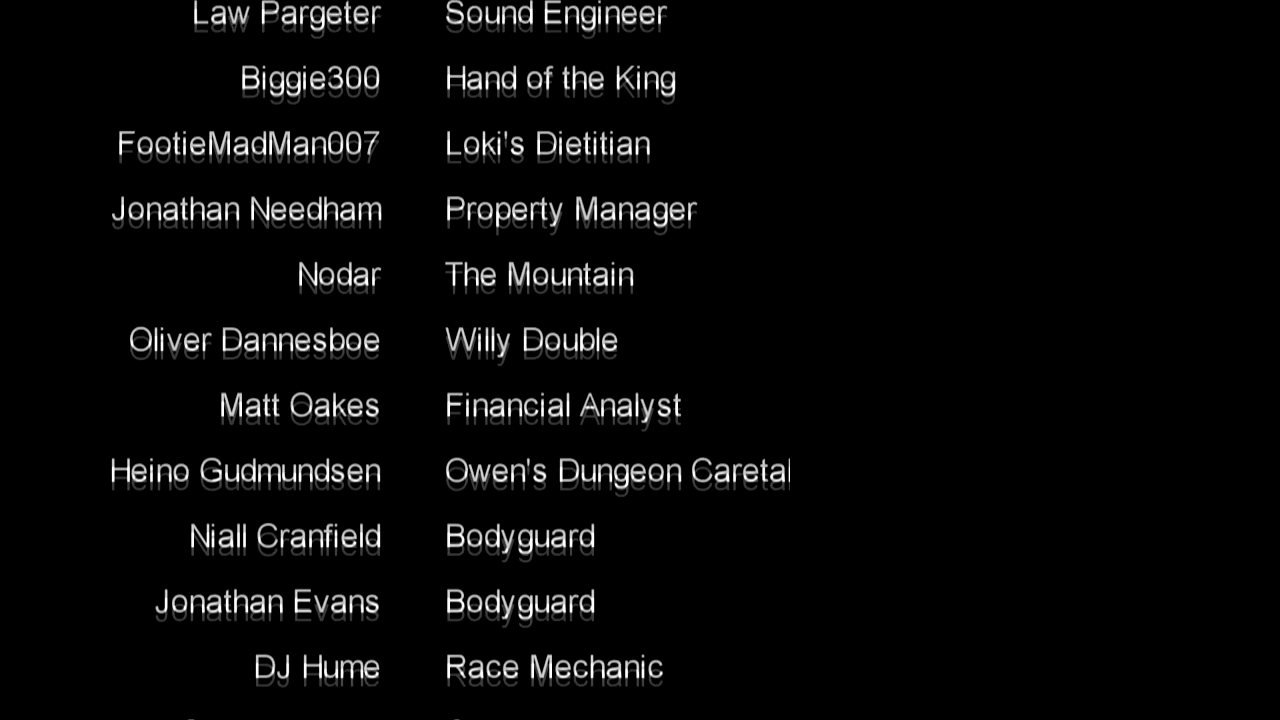 Law Pargeter Sound Engineer
Biggie300 Hand of the King
FootieMadMan007 Loki's Dietitian
Jonathan Needham Property Manager
Nodar The Mountain
Oliver Dannesboe Willy Double
Matt Oakes Financial Analyst
Heino Gudmundsen Owen's Dungeon
Niall Cranfield Bodyguard
Jonathan Evans Bodyguard
DJ Hume Race Mechanic